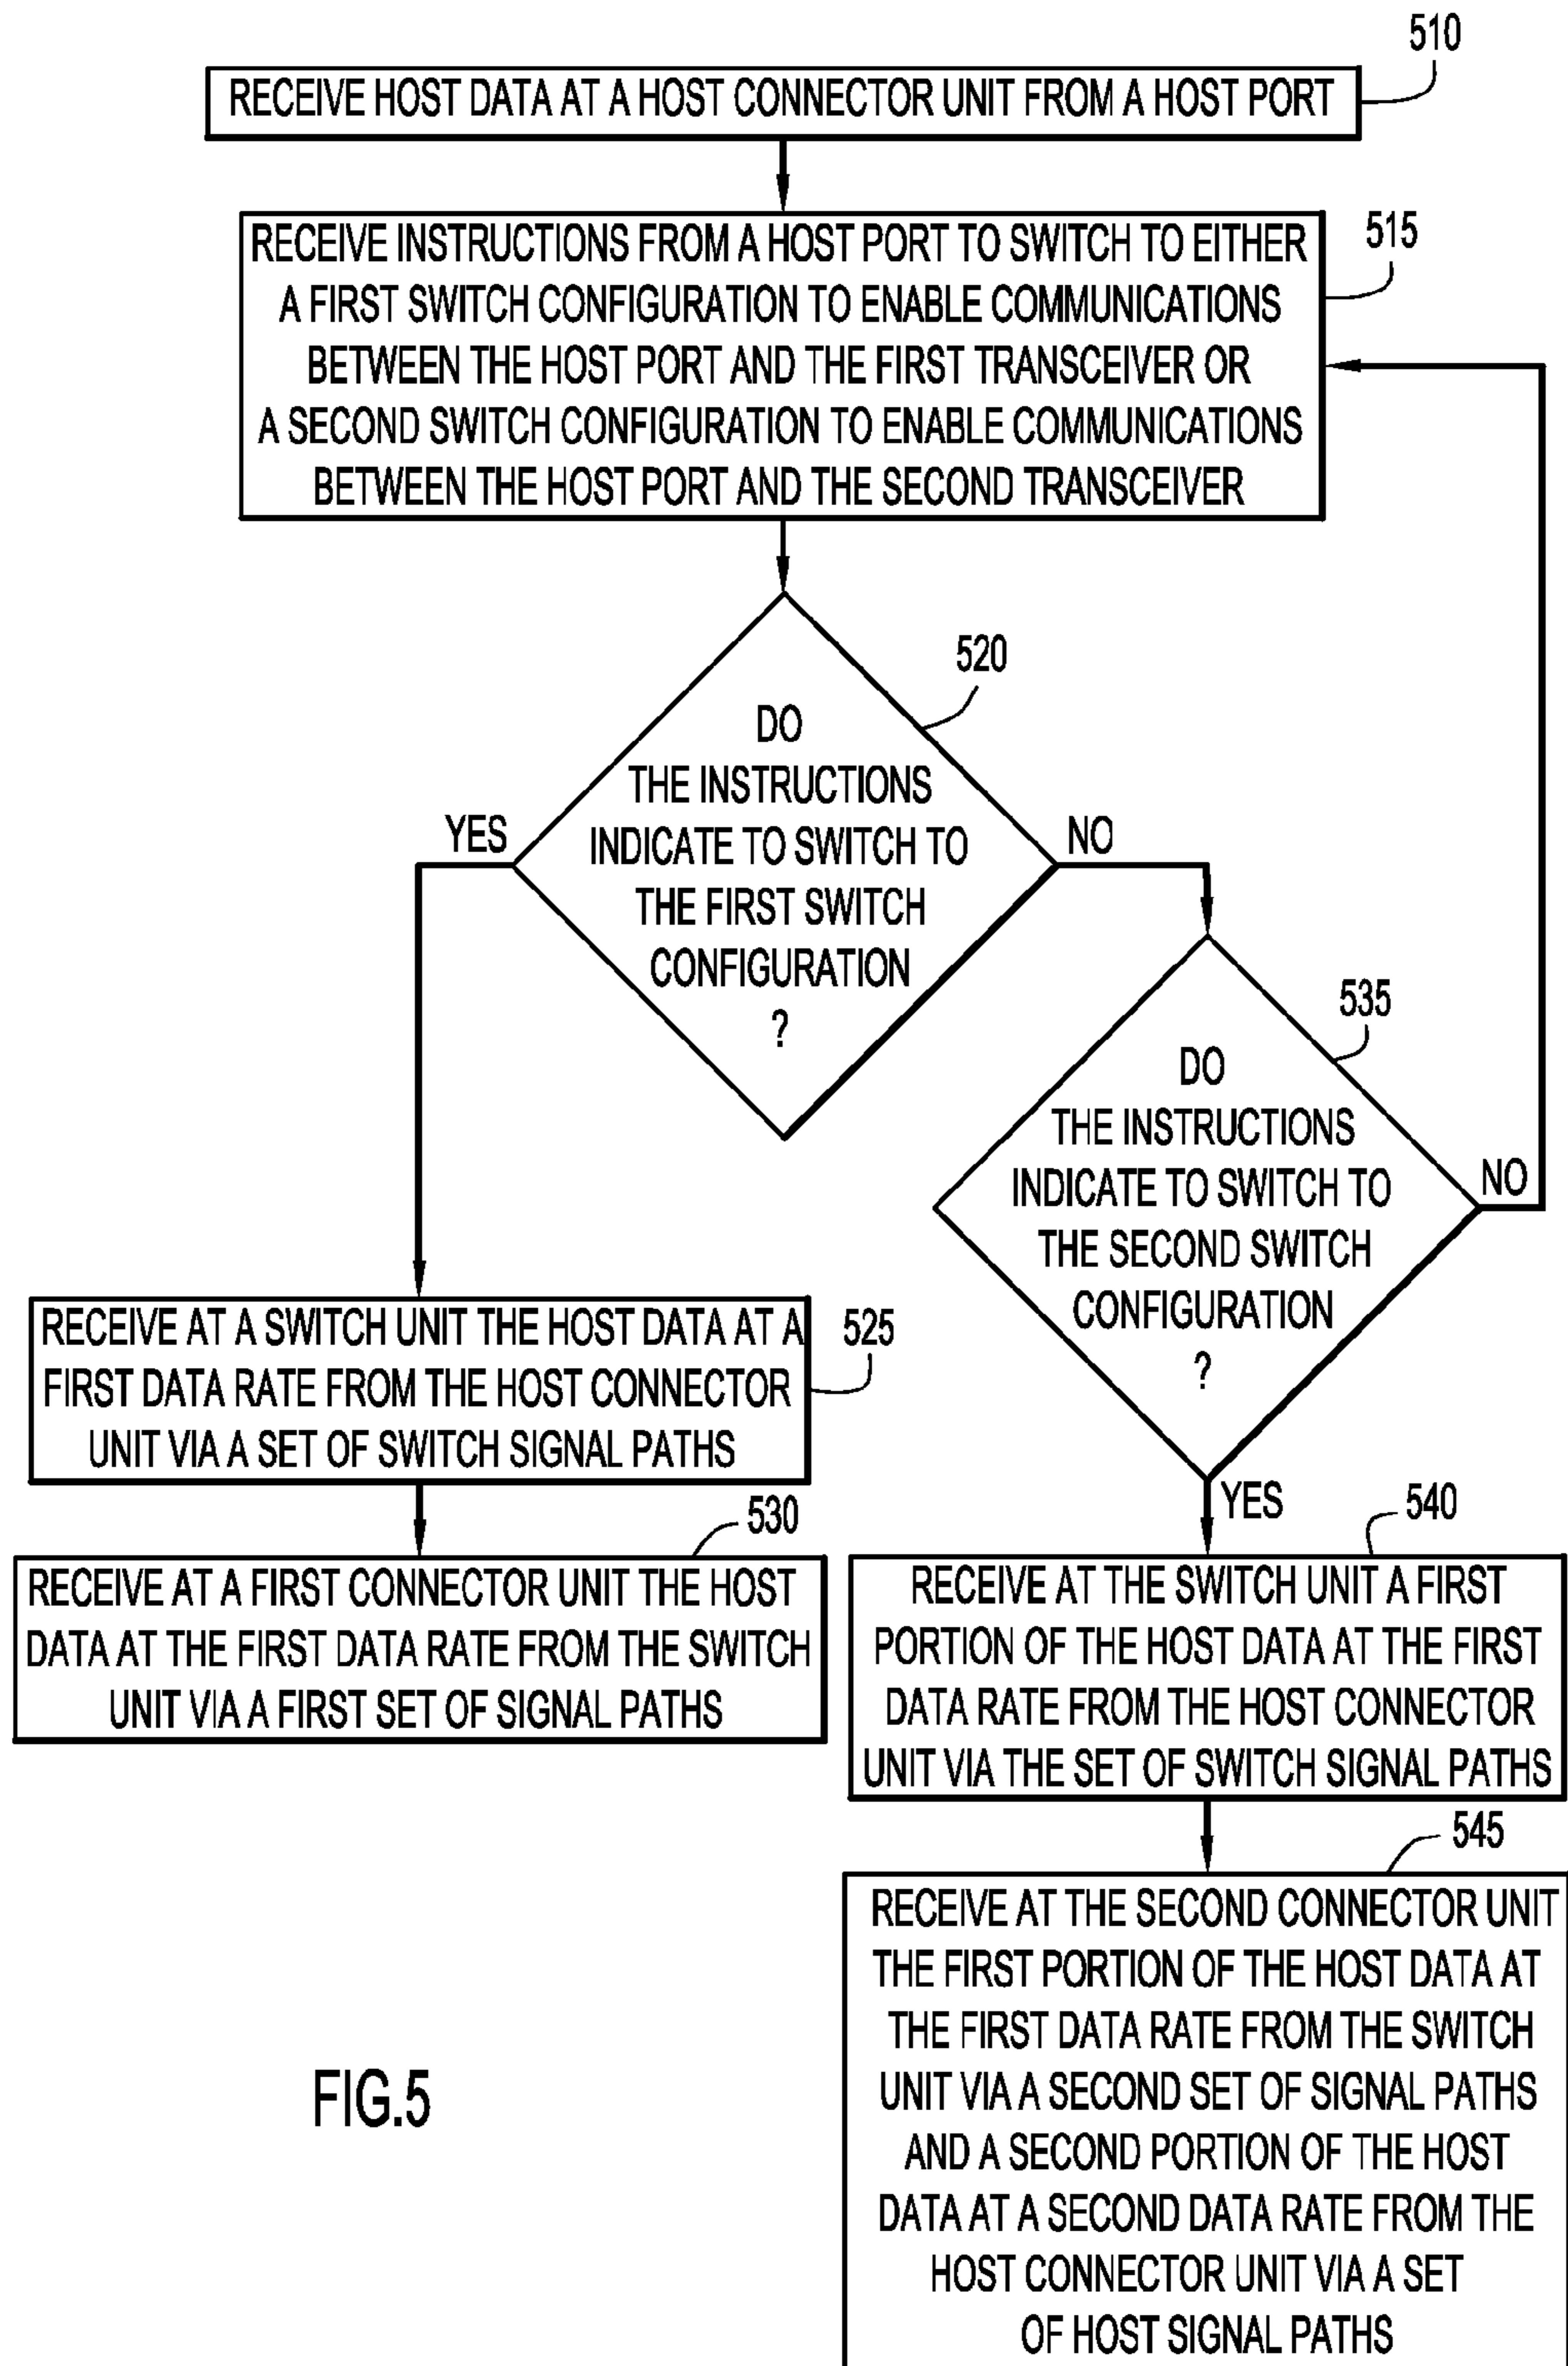 510
RECEIVE HOST DATA AT A HOST CONNECTOR UNIT FROM A HOST PORT
RECEIVE INSTRUCTIONS FROM A HOST PORT TO SWITCH TO EITHER
A FIRST SWITCH CONFIGURATION TO ENABLE COMMUNICATIONS
BETWEEN THE HOST PORT AND THE FIRST TRANSCEIVER OR
A SECOND SWITCH CONFIGURATION TO ENABLE COMMUNICATIONS
BETWEEN THE HOST PORT AND THE SECOND TRANSCEIVER
515
520
DO
THE INSTRUCTIONS
INDICATE TO SWITCH TO
THE FIRST SWITCH
CONFIGURATION
?
YES
NO
535
DO
THE INSTRUCTIONS
INDICATE TO SWITCH TO
THE SECOND SWITCH
CONFIGURATION
?
NO
YES
RECEIVE AT A SWITCH UNIT THE HOST DATA AT A
FIRST DATA RATE FROM THE HOST CONNECTOR
UNIT VIA A SET OF SWITCH SIGNAL PATHS
525
530
RECEIVE AT A FIRST CONNECTOR UNIT THE HOST
DATA AT THE FIRST DATA RATE FROM THE SWITCH
UNIT VIA A FIRST SET OF SIGNAL PATHS
540
RECEIVE AT THE SWITCH UNIT A FIRST
PORTION OF THE HOST DATA AT THE FIRST
DATA RATE FROM THE HOST CONNECTOR
UNIT VIA THE SET OF SWITCH SIGNAL PATHS
545
RECEIVE AT THE SECOND CONNECTOR UNIT
THE FIRST PORTION OF THE HOST DATA AT
THE FIRST DATA RATE FROM THE SWITCH
UNIT VIA A SECOND SET OF SIGNAL PATHS
AND A SECOND PORTION OF THE HOST
DATA AT A SECOND DATA RATE FROM THE
HOST CONNECTOR UNIT VIA A SET
OF HOST SIGNAL PATHS
FIG.5